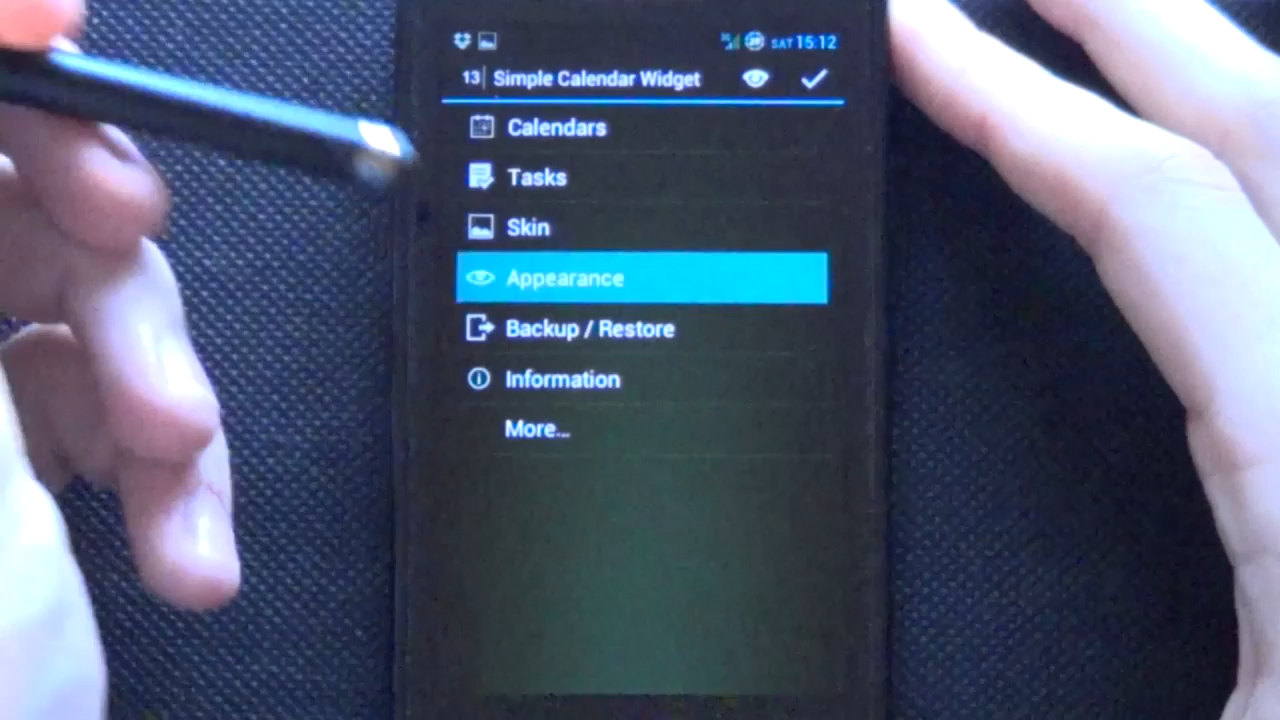 SAT 15:12
13 Simple Calendar Widget
Calendars
Tasks
Skin
Appearance
Backup / Restore
Information
More...